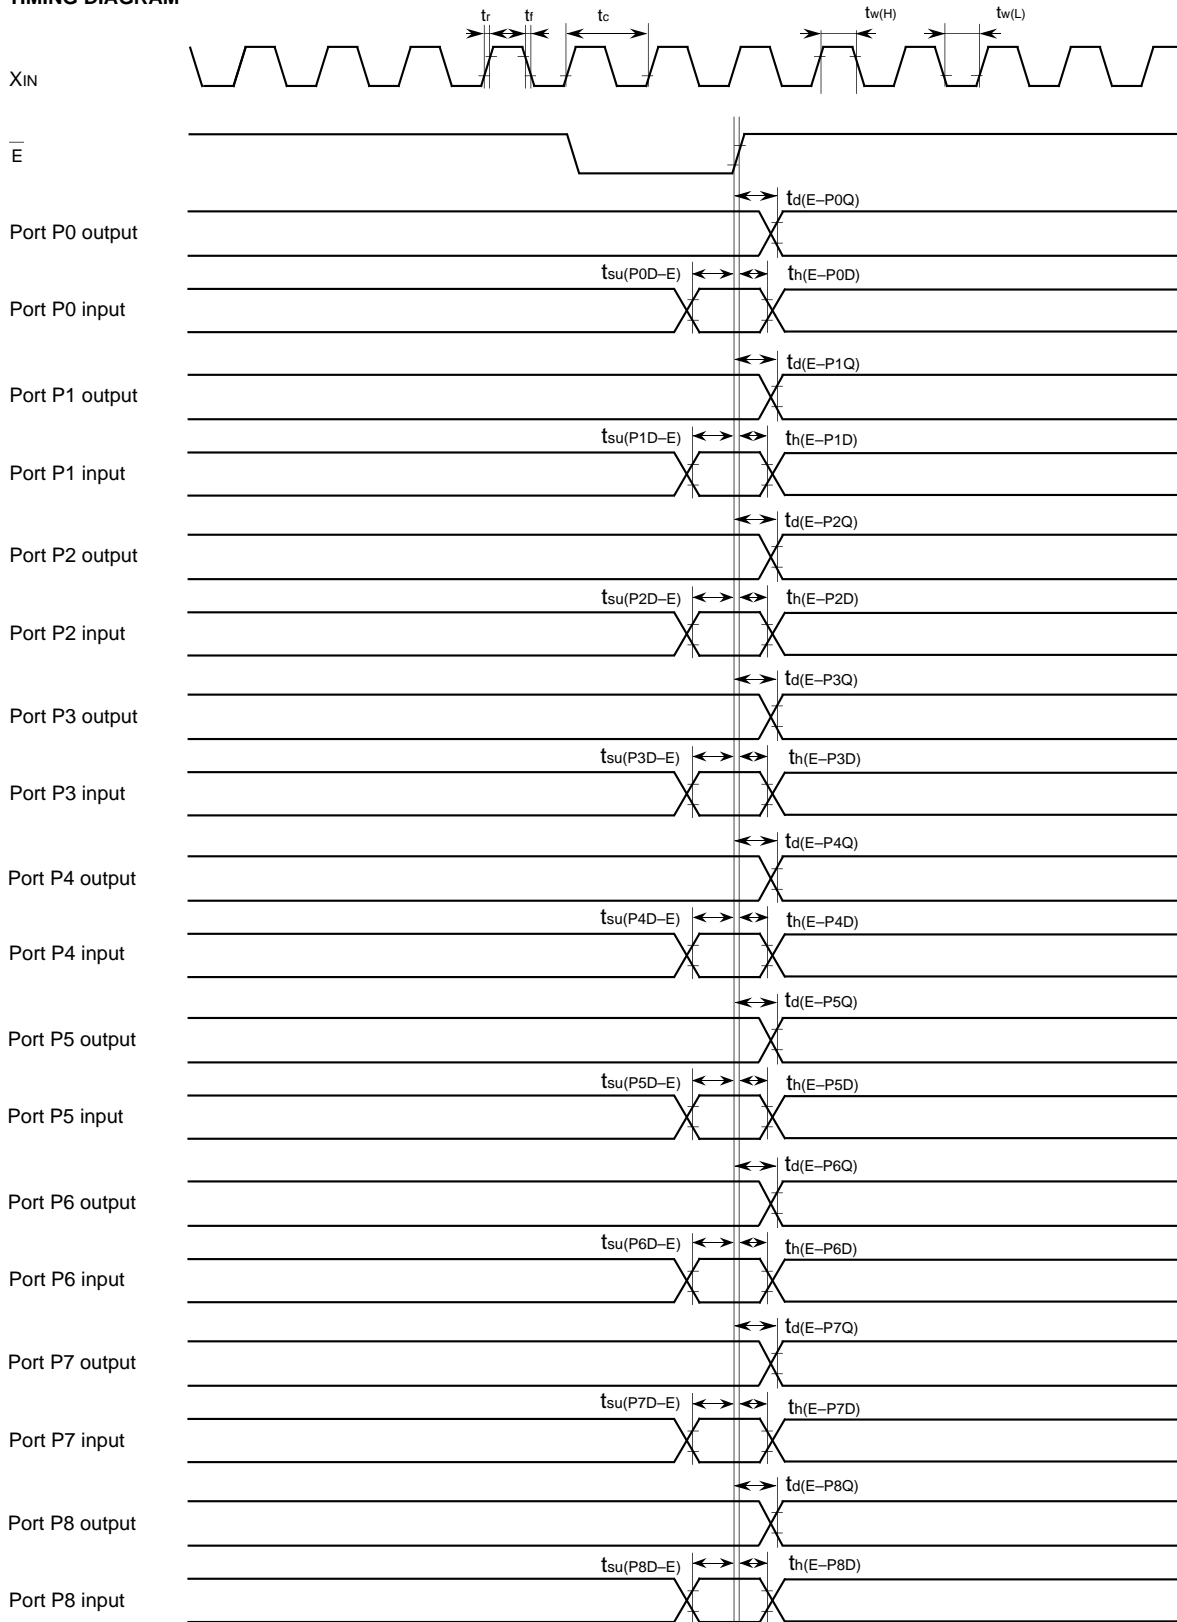 TIMING DIAGRAM
tr tf tc tw(H) tw(L)
XIN
E
td(E–P0Q)
Port P0 output
tsu(P0D–E) th(E–P0D)
Port P0 input
td(E–P1Q)
Port P1 output
tsu(P1D–E) th(E–P1D)
Port P1 input
td(E–P2Q)
Port P2 output
tsu(P2D–E) th(E–P2D)
Port P2 input
td(E–P3Q)
Port P3 output
tsu(P3D–E) th(E–P3D)
Port P3 input
td(E–P4Q)
Port P4 output
tsu(P4D–E) th(E–P4D)
Port P4 input
td(E–P5Q)
Port P5 output
tsu(P5D–E) th(E–P5D)
Port P5 input
td(E–P6Q)
Port P6 output
tsu(P6D–E) th(E–P6D)
Port P6 input
td(E–P7Q)
Port P7 output
tsu(P7D–E) th(E–P7D)
Port P7 input
td(E–P8Q)
Port P8 output
tsu(P8D–E) th(E–P8D)
Port P8 input